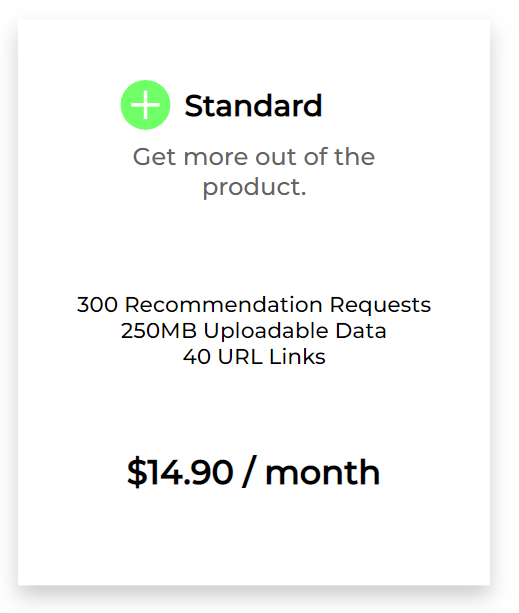 Standard
Get more out of the
product.
300 Recommendation Requests
250MB Uploadable Data
40 URL Links
$14.90 / month